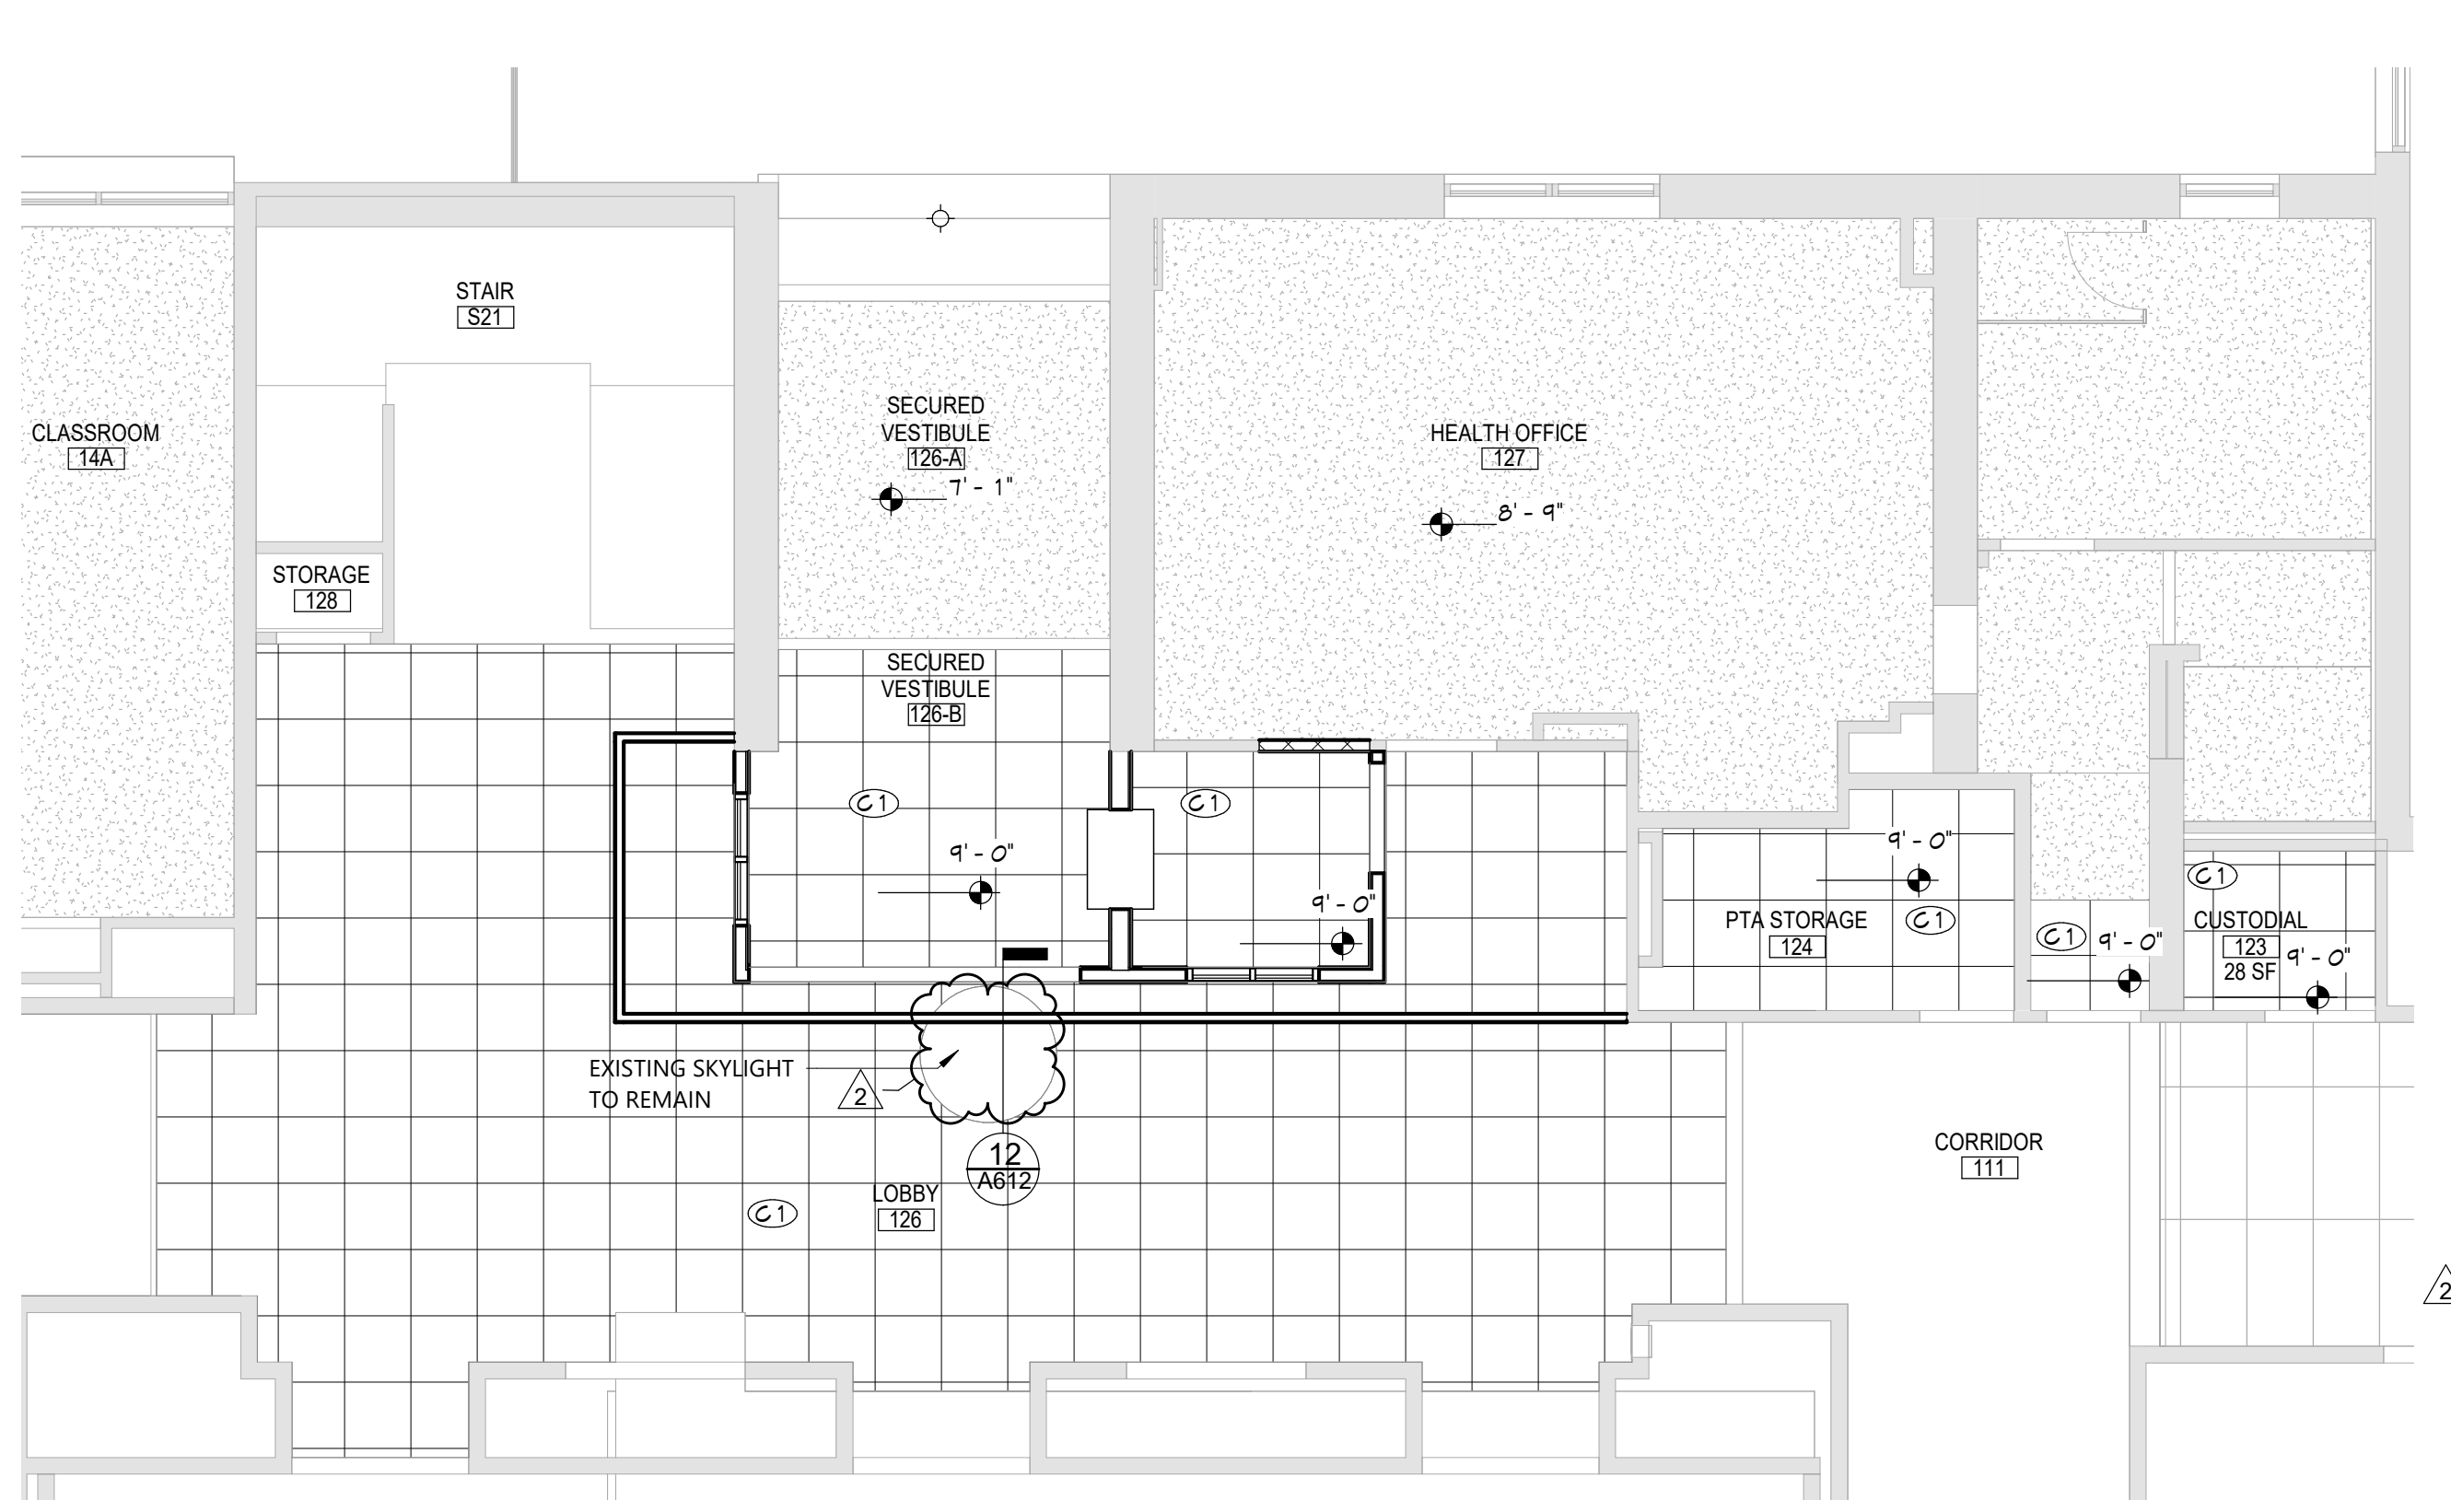 STAIR
S21
SECURED
VESTIBULE
126-A
7' - 1"
CLASSROOM
14A
HEALTH OFFICE
127
8' - 9"
STORAGE
128
SECURED
VESTIBULE
126-B
C1
C1
9' - 0"
9' - 0"
9' - 0"
PTA STORAGE
124
C1
C1
9' - 0"
C1
CUSTODIAL
123
28 SF
9' - 0"
EXISTING SKYLIGHT
TO REMAIN
2
12
A612
LOBBY
126
C1
CORRIDOR
111
2